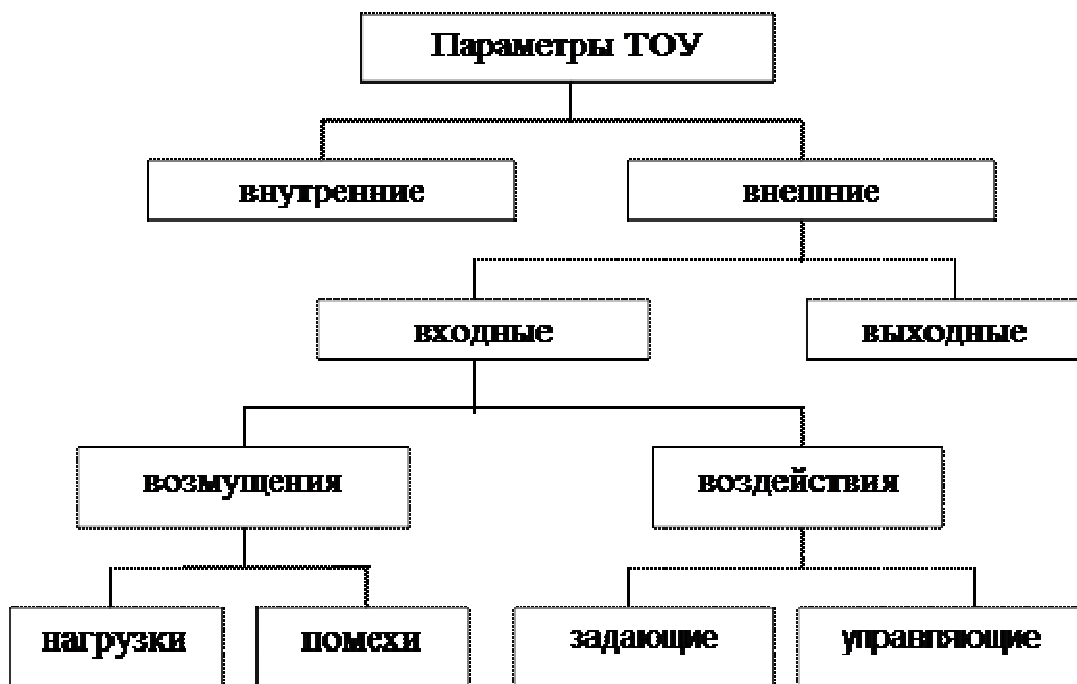 Параметры ТОУ
внутренние
внешние
входные
выходные
возмущения
воздействия
нагрузки
помехи
задающие
управляющие